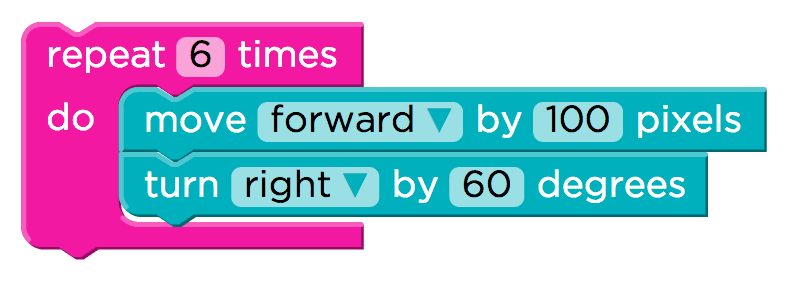 repeat 6 times
do move forward by 100 pixels
turn right by 60 degrees